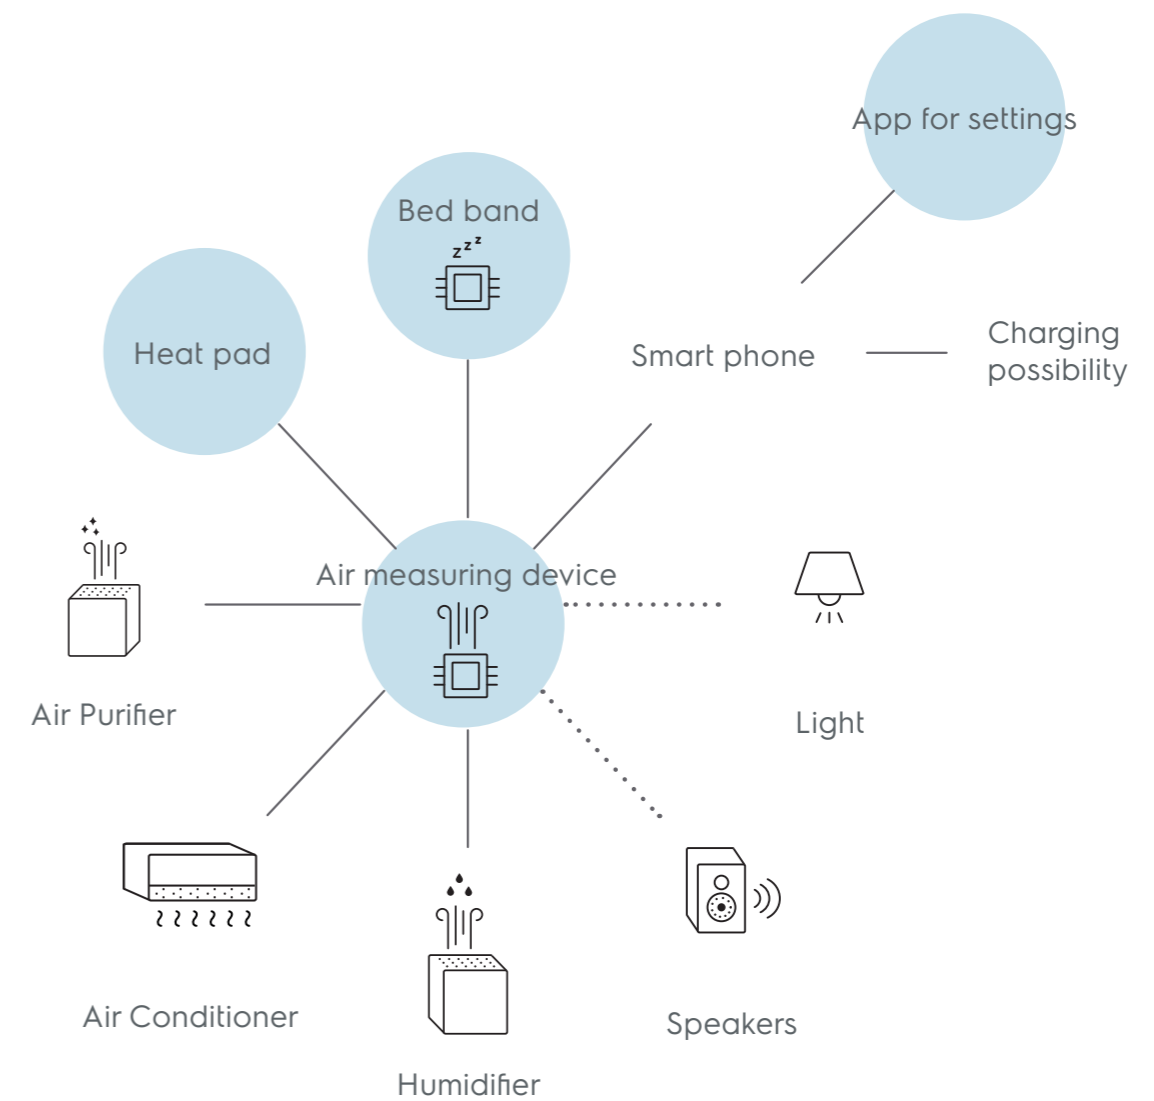 App for settings
Bed band
z z z
Heat pad
Smart phone
Charging
possibility
Air measuring device
Air Purifier
Light
Air Conditioner
Speakers
Humidifier